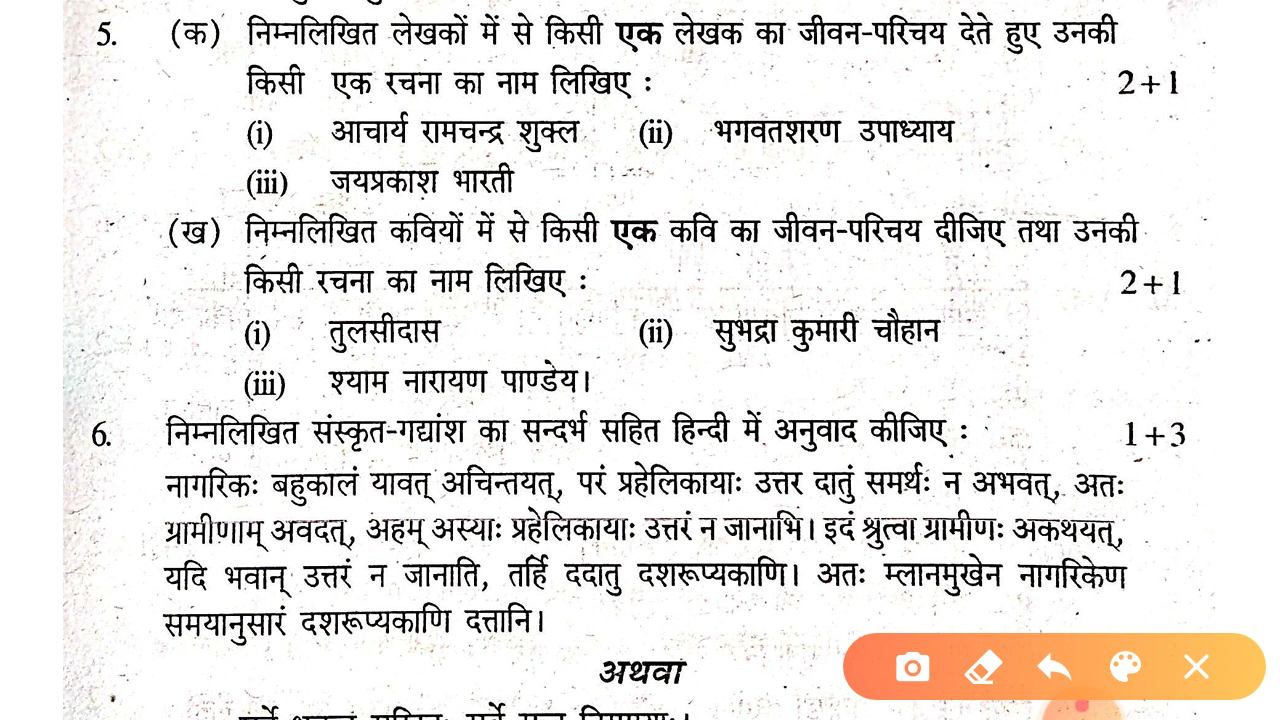 5. (क) निम्नलिखित लेखकों में से किसी एक लेखक का जीवन-परिचय देते हुए उनकी
किसी एक रचना का नाम लिखिए : 2+1
(i) आचार्य रामचन्द्र शुक्ल (ii) भगवतशरण उपाध्याय
(iii) जयप्रकाश भारती
(ख) निम्नलिखित कवियों में से किसी एक कवि का जीवन-परिचय दीजिए तथा उनकी
किसी रचना का नाम लिखिए : 2+1
(i) तुलसीदास (ii) सुभद्रा कुमारी चौहान
(iii) श्याम नारायण पाण्डेय।
6. निम्नलिखित संस्कृत-गद्यांश का सन्दर्भ सहित हिन्दी में अनुवाद कीजिए : 1+3
नागरिकः बहुकालं यावत् अचिन्तयत्, परं प्रहेलिकायाः उत्तर दातुं समर्थः न अभवत्, अतः
ग्रामीणाम् अवदत्, अहम् अस्याः प्रहेलिकायाः उत्तरं न जानाभि। इदं श्रुत्वा ग्रामीणः अकथयत्,
यदि भवान् उत्तरं न जानाति, तर्हि ददातु दशरूप्यकाणि। अतः म्लानमुखेन नागरिकेण
समयानुसारं दशरूप्यकाणि दत्तानि।
अथवा